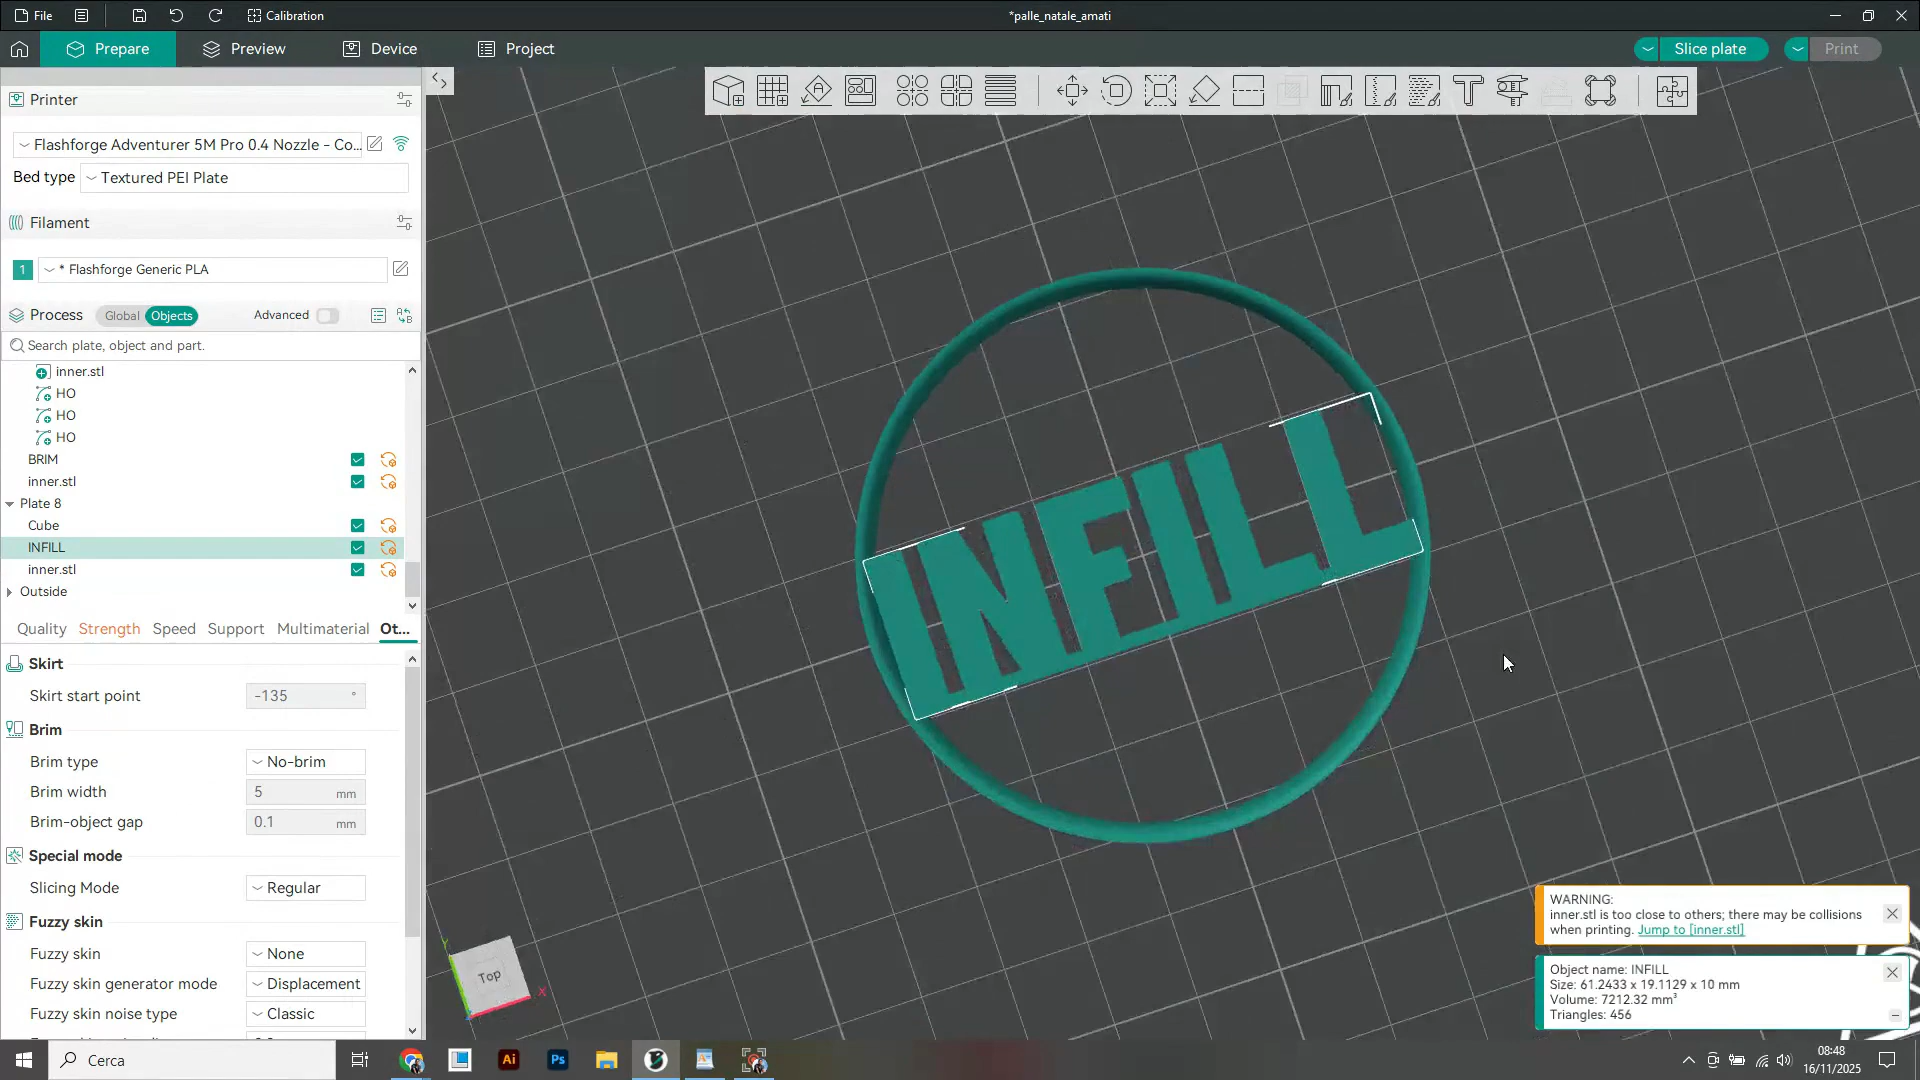 File
Calibration
*palle_natale_amati
Prepare
Preview
Device
Project
Slice plate
Print
Printer
Flashforge Adventurer 5M Pro 0.4 Nozzle - Co...
Bed type
Textured PEI Plate
Filament
1
* Flashforge Generic PLA
Process
Global
Objects
Advanced
Search plate, object and part.
inner.stl
HO
HO
HO
BRIM
inner.stl
Plate 8
Cube
INFILL
inner.stl
Outside
Quality
Strength
Speed
Support
Multimaterial
Ot...
Skirt
Skirt start point
-135
°
Brim
Brim type
No-brim
Brim width
5
mm
Brim-object gap
0.1
mm
Special mode
Slicing Mode
Regular
Fuzzy skin
Fuzzy skin
None
Fuzzy skin generator mode
Displacement
Fuzzy skin noise type
Classic
INFILL
Y
Top
X
WARNING:
inner.stl is too close to others; there may be collisions
when printing. Jump to [inner.stl]
Object name: INFILL
Size: 61.2433 x 19.1129 x 10 mm
Volume: 7212.32 mm³
Triangles: 456
Cerca
Ai
Ps
08:48
16/11/2025